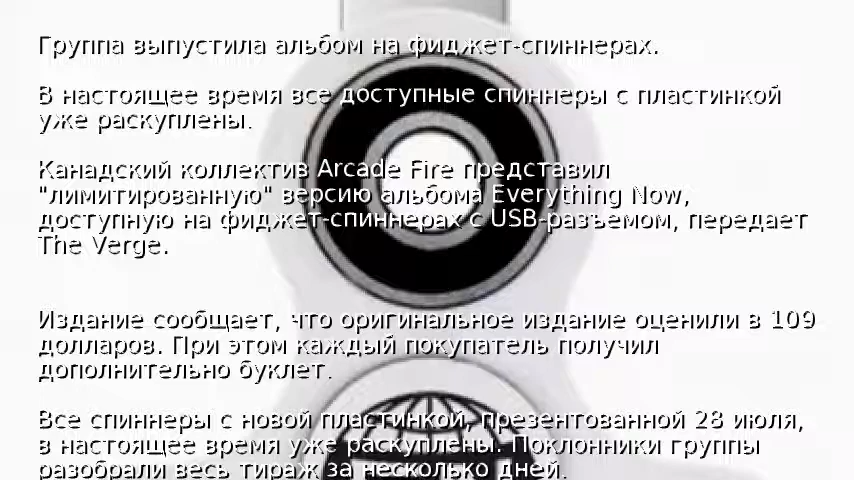 Группа выпустила альбом на фиджет-спиннерах.
В настоящее время все доступные спиннеры с пластинкой
уже раскуплены.
Канадский коллектив Arcade Fire представил
"лимитированную" версию альбома Everything Now,
доступную на фиджет-спиннерах с USB-разъемом, передает
The Verge.
Издание сообщает, что оригинальное издание оценили в 109
долларов. При этом каждый покупатель получил
дополнительно буклет.
Все спиннеры с новой пластинкой, презентованной 28 июля,
в настоящее время уже раскуплены. Поклонники группы
разобрали весь тираж за несколько дней.